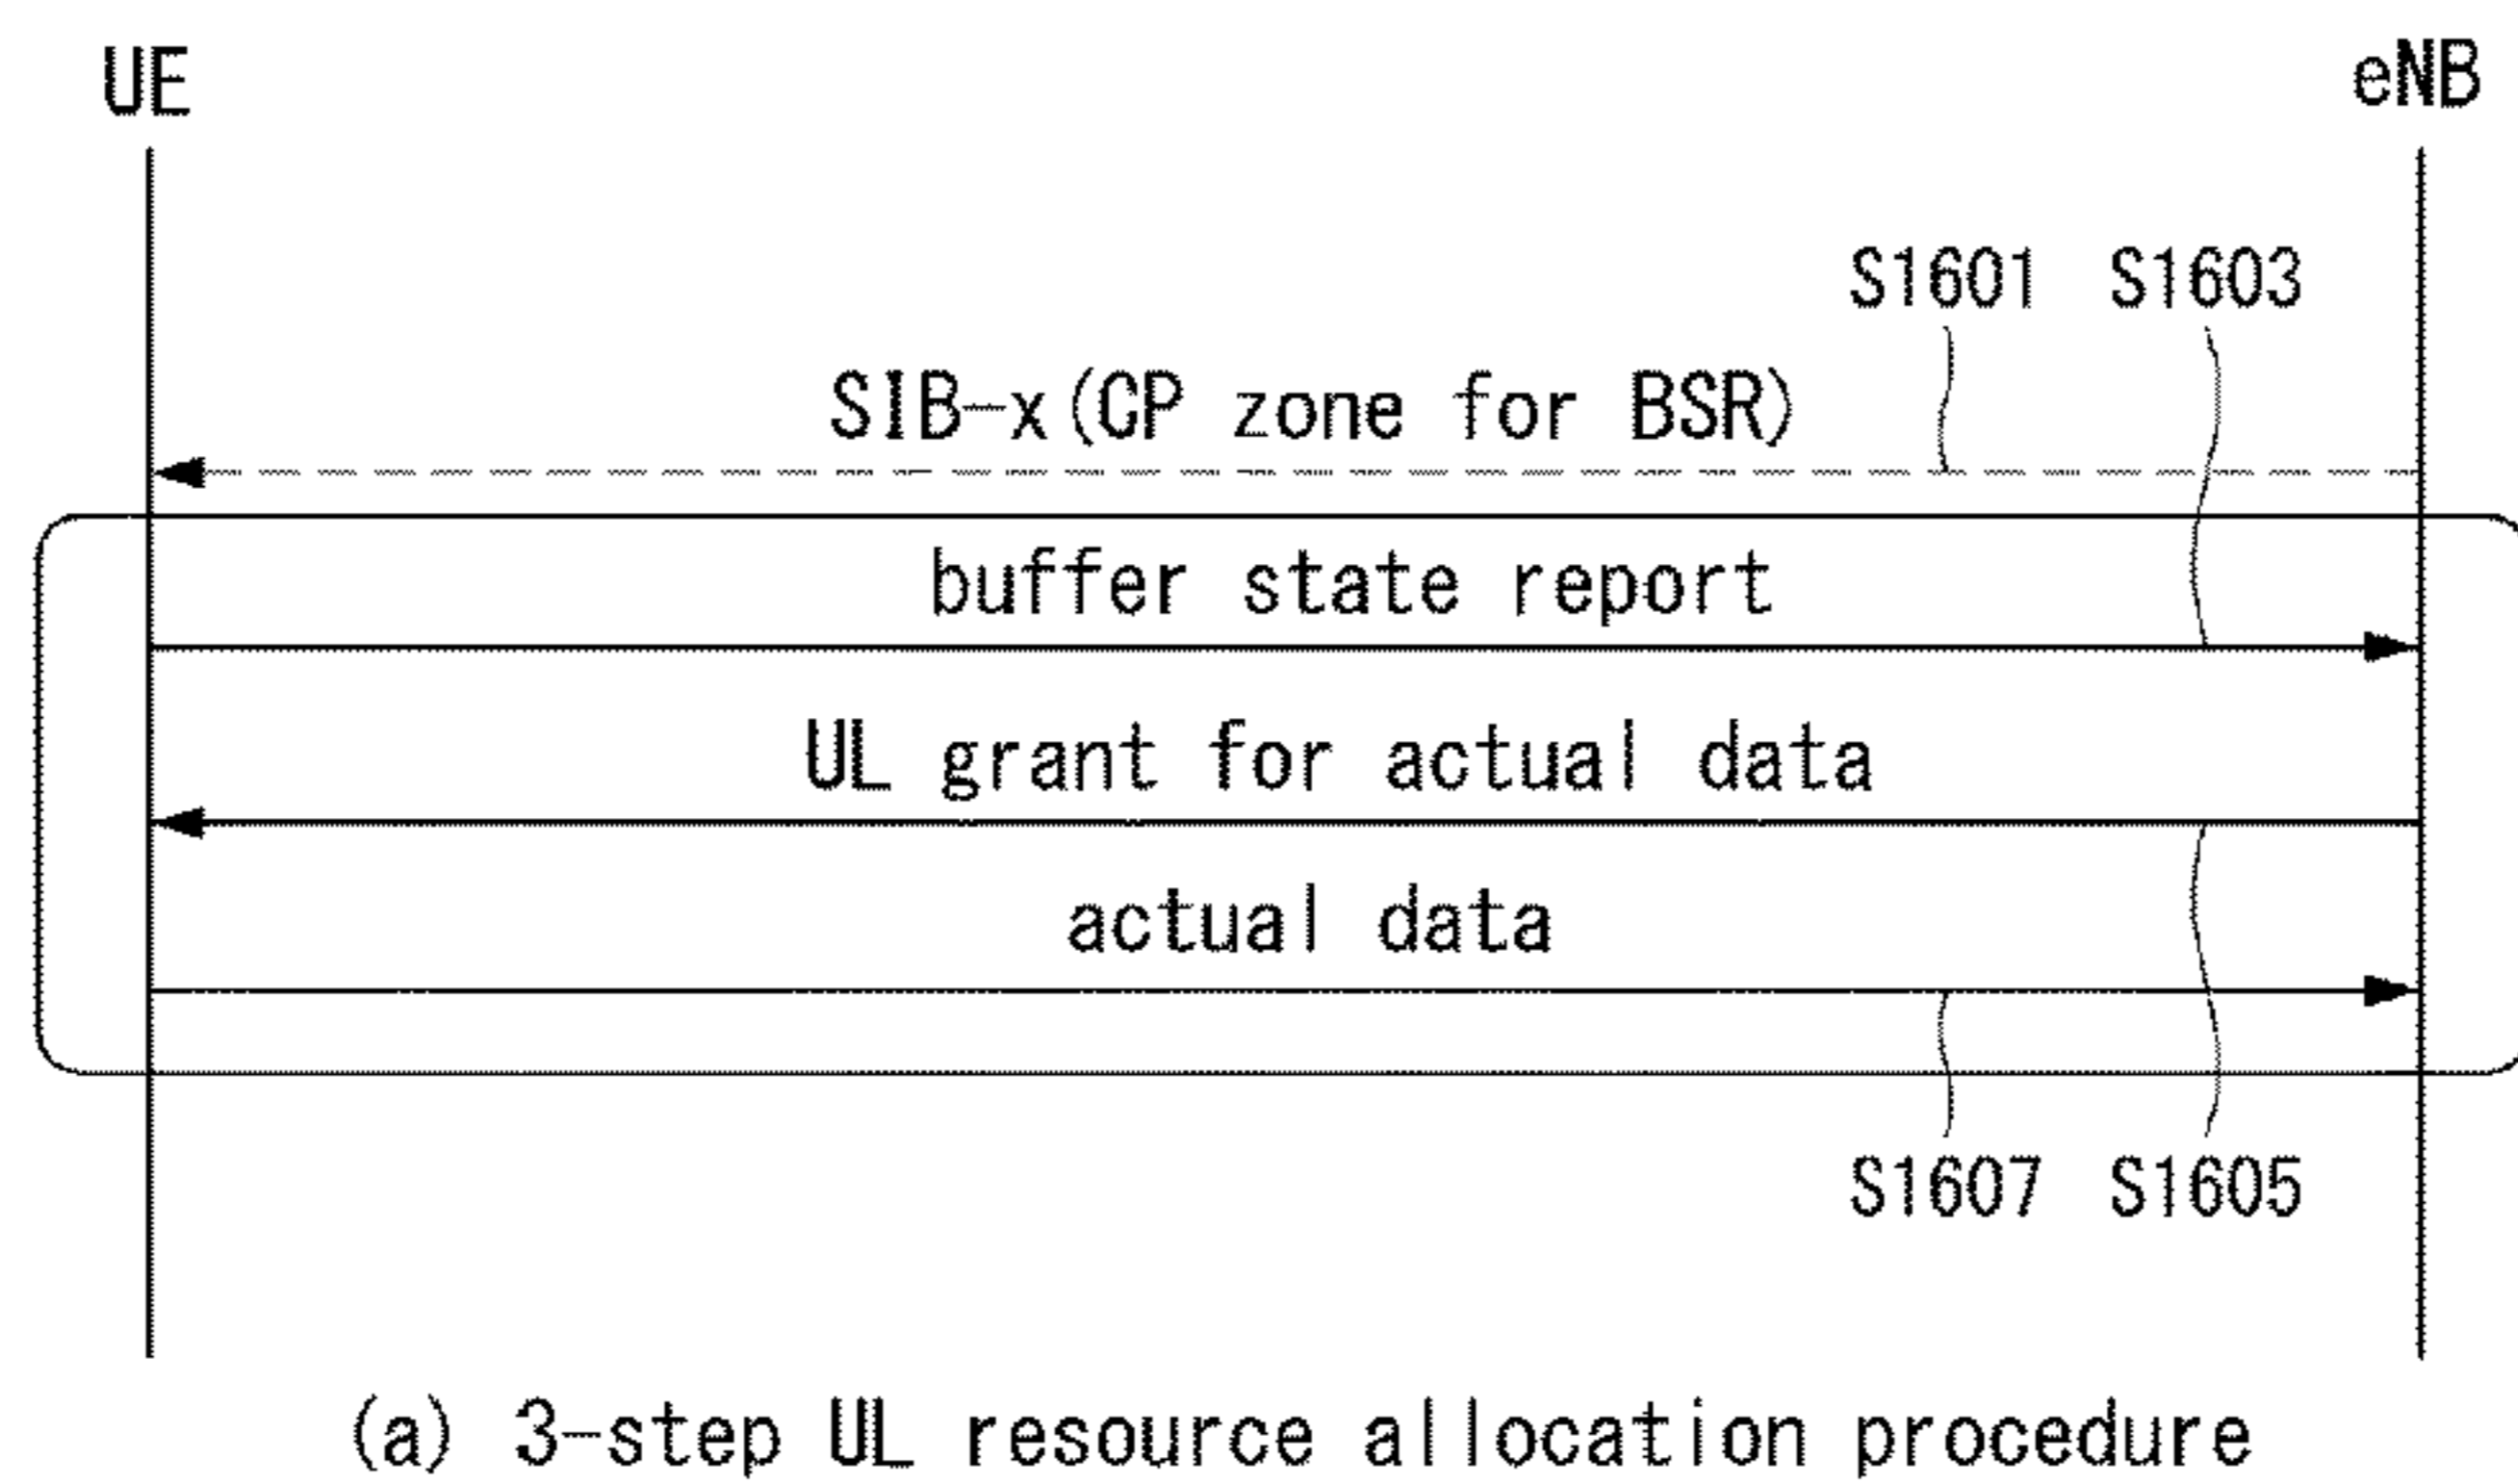 UE
eNB
S1601 S1603
SIB-x(CP zone for BSR)
buffer state report
UL grant for actual data
actual data
S1607 S1605
(a) 3-step UL resource allocation procedure